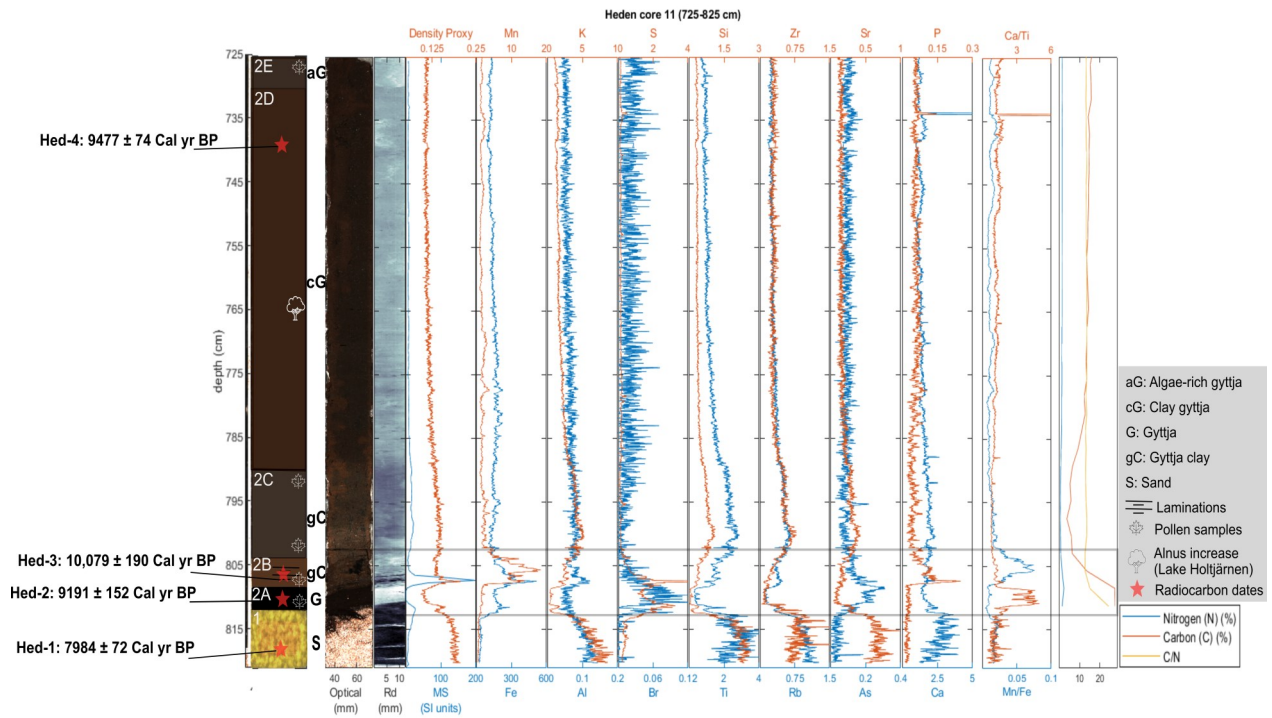 Heden core 11 (725-825 cm)
Density Proxy Mn K S Si Zr Sr P Ca/Ti
0.125 0.25 10 20 5 10 2 4 1.5 3 0.75 1.5 0.5 1 0.15 0.3 3 6
725
735
745
755
765
775
785
795
805
815
depth (cm)
2E
2D
2C
2B
2A
1
aG
cG
gC
gC
G
S
Hed-4: 9477 ± 74 Cal yr BP
Hed-3: 10,079 ± 190 Cal yr BP
Hed-2: 9191 ± 152 Cal yr BP
Hed-1: 7984 ± 72 Cal yr BP
40 60 5 10 100 200 300 600 0.1 0.2 0.06 0.12 2 4 0.75 1.5 0.2 0.4 2.5 5 0.05 0.1 10 20
Optical Rd MS Fe Al Br Ti Rb As Ca Mn/Fe
(mm) (mm) (SI units)
aG: Algae-rich gyttja
cG: Clay gyttja
G: Gyttja
gC: Gyttja clay
S: Sand
Laminations
Pollen samples
Alnus increase
(Lake Holtjärnen)
Radiocarbon dates
Nitrogen (N) (%)
Carbon (C) (%)
C/N